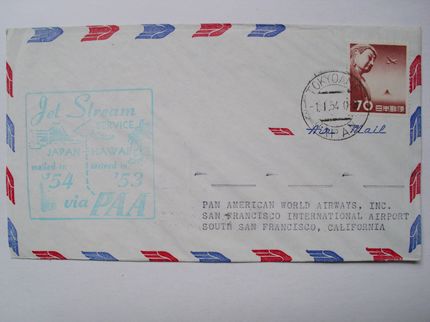 Jet Stream
SERVICE
JAPAN HAWAII
mailed in arrived in
'54 '53
via PAA
TOKYO
-1.1.54
JAPAN
70 日本郵便
Air Mail
PAN AMERICAN WORLD AIRWAYS, INC.
SAN FRANCISCO INTERNATIONAL AIRPORT
SOUTH SAN FRANCISCO, CALIFORNIA